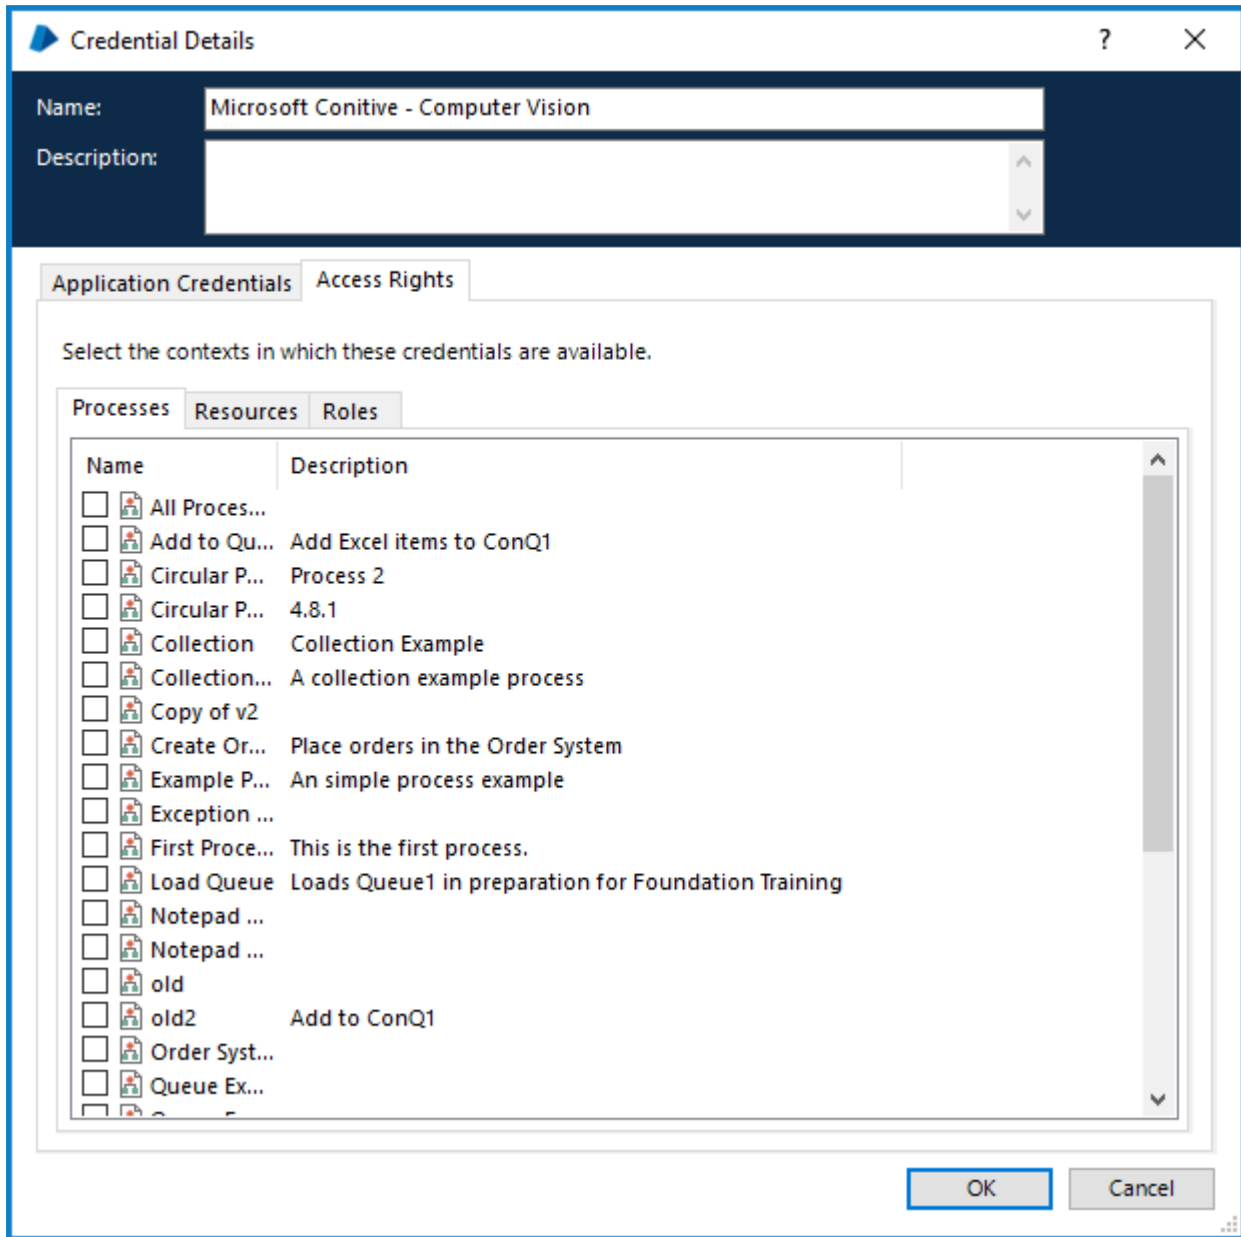 Credential Details
?
Name:
Microsoft Conitive - Computer Vision
Description:
Application Credentials
Access Rights
Select the contexts in which these credentials are available.
Processes
Resources
Roles
Name Description
All Proces...
Add to Qu... Add Excel items to ConQ1
Circular P... Process 2
Circular P... 4.8.1
Collection Collection Example
Collection... A collection example process
Copy of v2
Create Or... Place orders in the Order System
Example P... An simple process example
Exception ...
First Proce... This is the first process.
Load Queue Loads Queue1 in preparation for Foundation Training
Notepad ...
Notepad ...
old
old2 Add to ConQ1
Order Syst...
Queue Ex...
OK
Cancel